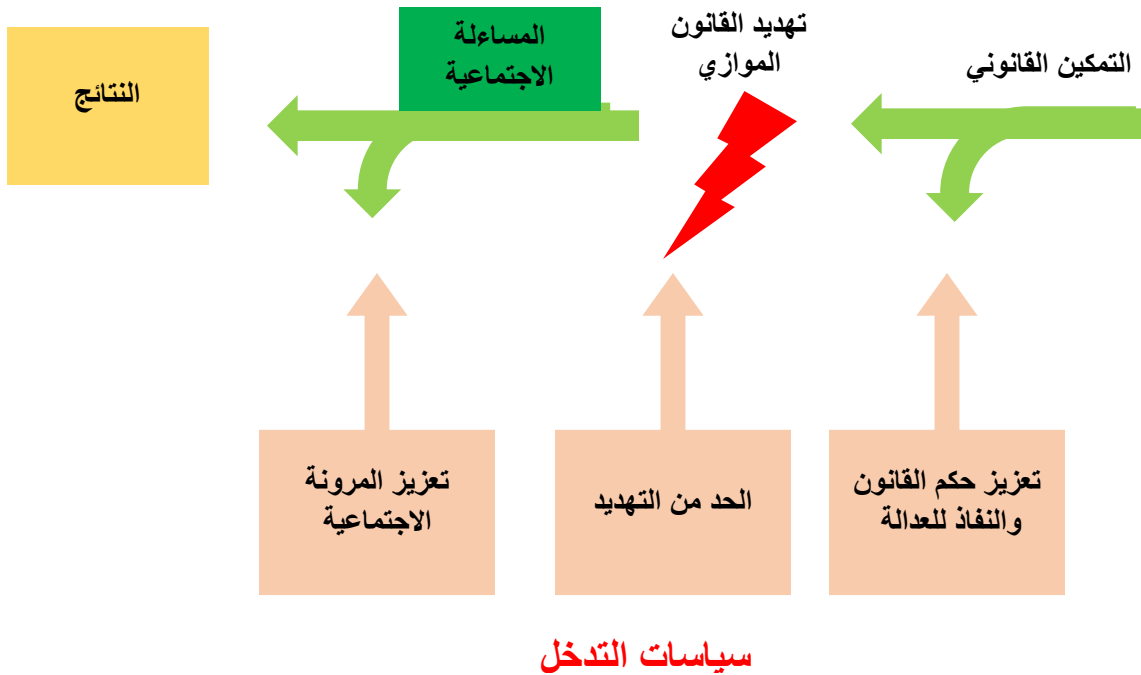 التمكين القانوني
تهديد القانون
الموازي
المساءلة
الاجتماعية
النتائج
تعزيز حكم القانون
والنفاذ للعدالة
الحد من التهديد
تعزيز المرونة
الاجتماعية
سياسات التدخل